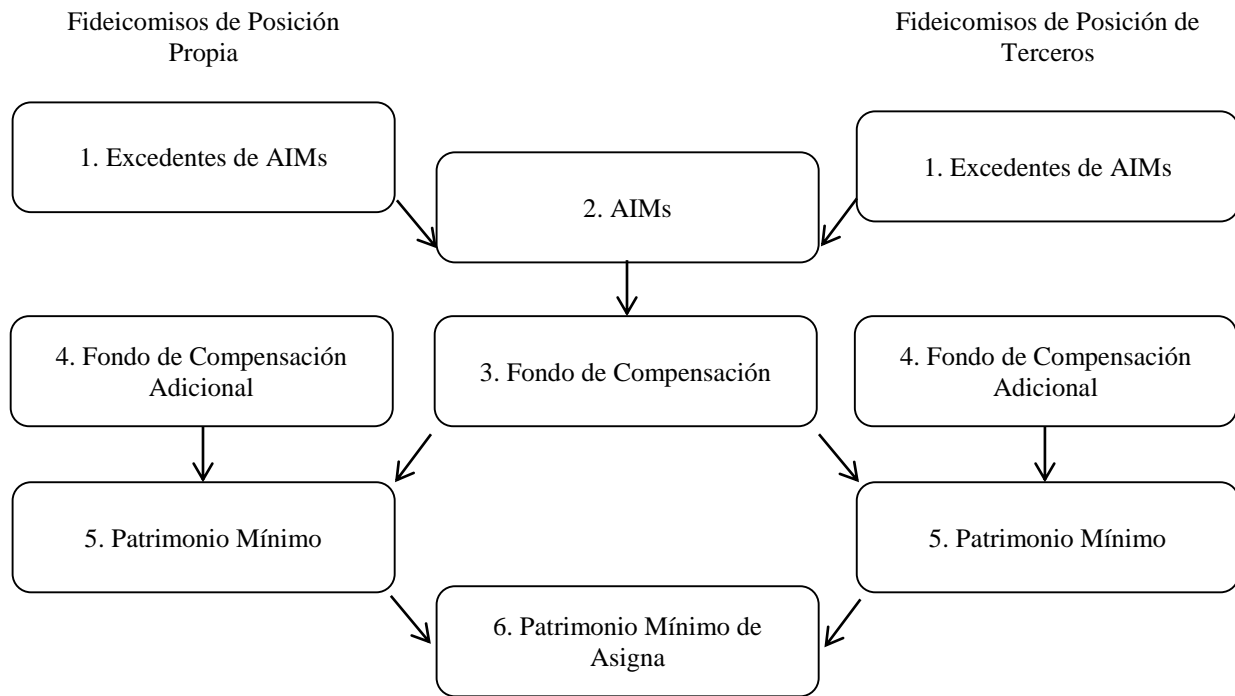 Fideicomisos de Posición
Propia
Fideicomisos de Posición de
Terceros
1. Excedentes de AIMs
2. AIMs
1. Excedentes de AIMs
4. Fondo de Compensación
Adicional
3. Fondo de Compensación
4. Fondo de Compensación
Adicional
5. Patrimonio Mínimo
5. Patrimonio Mínimo
6. Patrimonio Mínimo de
Asigna